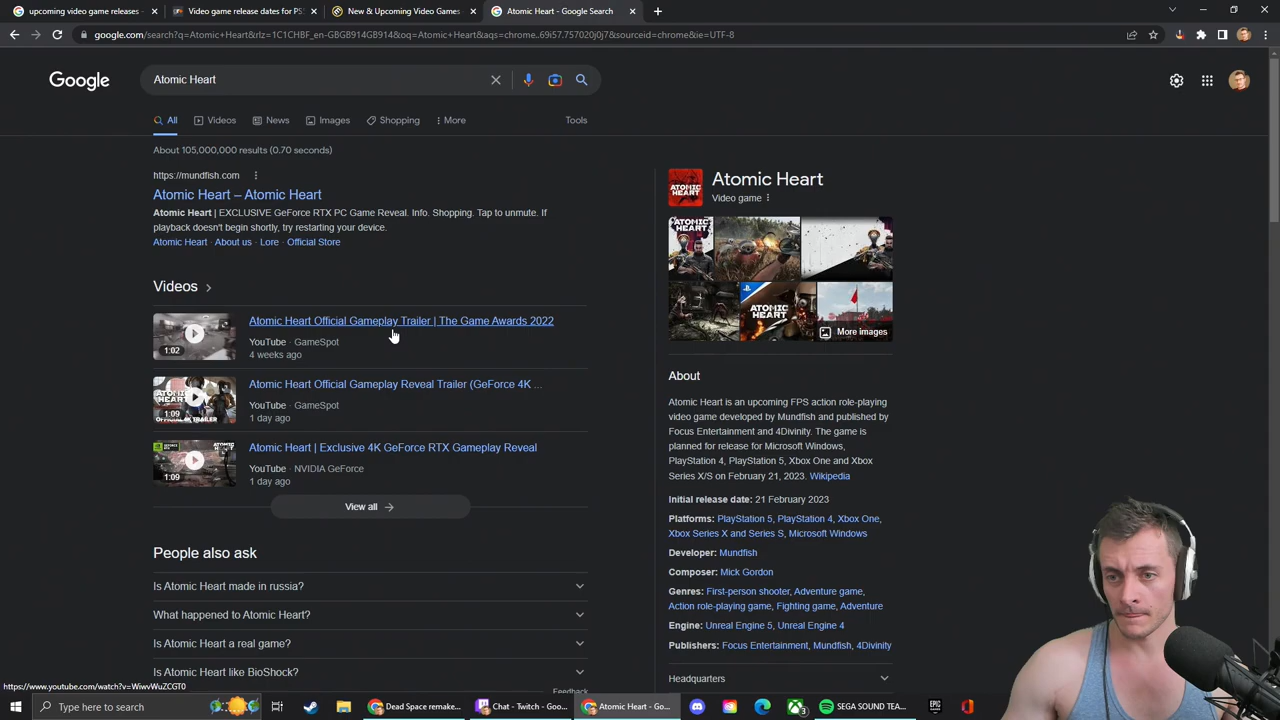 upcoming video game releases -
Video game release dates for PS
New & Upcoming Video Games
Atomic Heart - Google Search
google.com/search?q=Atomic+Heart&rlz=1C1CHBF_en-GBGB914GB914&oq=Atomic+Heart&aqs=chrome..69i57.757020j0j7&sourceid=chrome&ie=UTF-8
Google
Atomic Heart
All
Videos
News
Images
Shopping
More
Tools
About 105,000,000 results (0.70 seconds)
https://mundfish.com
Atomic Heart – Atomic Heart
Atomic Heart | EXCLUSIVE GeForce RTX PC Game Reveal. Info. Shopping. Tap to unmute. If
playback doesn't begin shortly, try restarting your device.
Atomic Heart · About us · Lore · Official Store
Videos
Atomic Heart Official Gameplay Trailer | The Game Awards 2022
YouTube · GameSpot
4 weeks ago
1:02
Atomic Heart Official Gameplay Reveal Trailer (GeForce 4K ...
YouTube · GameSpot
1 day ago
1:09
Atomic Heart | Exclusive 4K GeForce RTX Gameplay Reveal
YouTube · NVIDIA GeForce
1 day ago
1:09
View all
People also ask
Is Atomic Heart made in russia?
What happened to Atomic Heart?
Is Atomic Heart a real game?
Is Atomic Heart like BioShock?
Feedback
https://www.youtube.com/watch?v=WiwvWuZCGT0
ATOMIC
HEART
Atomic Heart
Video game
More images
About
Atomic Heart is an upcoming FPS action role-playing
video game developed by Mundfish and published by
Focus Entertainment and 4Divinity. The game is
planned for release for Microsoft Windows,
PlayStation 4, PlayStation 5, Xbox One and Xbox
Series X/S on February 21, 2023. Wikipedia
Initial release date: 21 February 2023
Platforms: PlayStation 5, PlayStation 4, Xbox One,
Xbox Series X and Series S, Microsoft Windows
Developer: Mundfish
Composer: Mick Gordon
Genres: First-person shooter, Adventure game,
Action role-playing game, Fighting game, Adventure
Engine: Unreal Engine 5, Unreal Engine 4
Publishers: Focus Entertainment, Mundfish, 4Divinity
Headquarters
Type here to search
Dead Space remake...
Chat - Twitch - Goo...
Atomic Heart - Go...
3
SEGA SOUND TEA...
EPIC